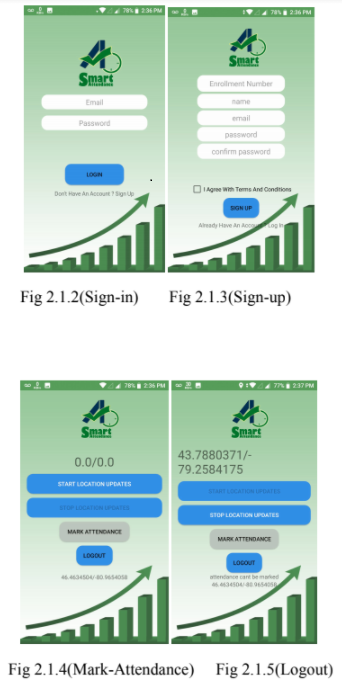 78% 2:36 PM
Smart
Attendance
Email
Password
LOGIN
Don't Have An Account ? Sign Up
Fig 2.1.2(Sign-in)
78% 2:36 PM
Smart
Attendance
Enrollment Number
name
email
password
confirm password
I Agree With Terms And Conditions
SIGN UP
Already Have An Account ? Log In
Fig 2.1.3(Sign-up)
78% 2:36 PM
Smart
Attendance
0.0/0.0
START LOCATION UPDATES
STOP LOCATION UPDATES
MARK ATTENDANCE
LOGOUT
46.4634504/-80.9654058
Fig 2.1.4(Mark-Attendance)
77% 2:37 PM
Smart
Attendance
43.7880371/-
79.2584175
START LOCATION UPDATES
STOP LOCATION UPDATES
MARK ATTENDANCE
LOGOUT
attendance cant be marked
46.4634504/-80.9654058
Fig 2.1.5(Logout)